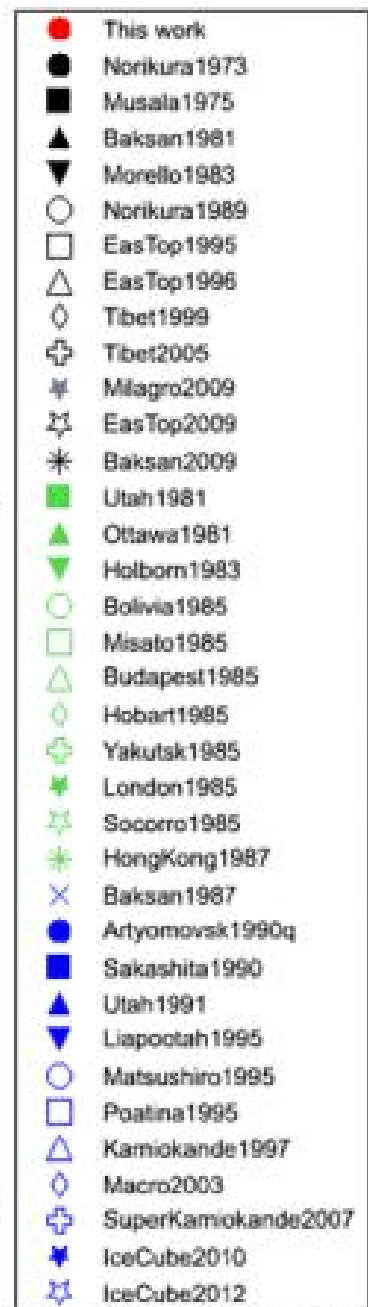 This work
Norikura1973
Musala1975
Baksan1981
Morello1983
Norikura1989
EasTop1995
EasTop1996
Tibet1999
Tibet2005
Milagro2009
EasTop2009
Baksan2009
Utah1981
Ottawa1981
Holborn1983
Bolivia1985
Misato1985
Budapest1985
Hobart1985
Yakutsk1985
London1985
Socorro1985
HongKong1987
Baksan1987
Artyomovsk1990q
Sakashita1990
Utah1991
Liapootah1995
Matsushiro1995
Poatina1995
Kamiokande1997
Macro2003
SuperKamiokande2007
IceCube2010
IceCube2012